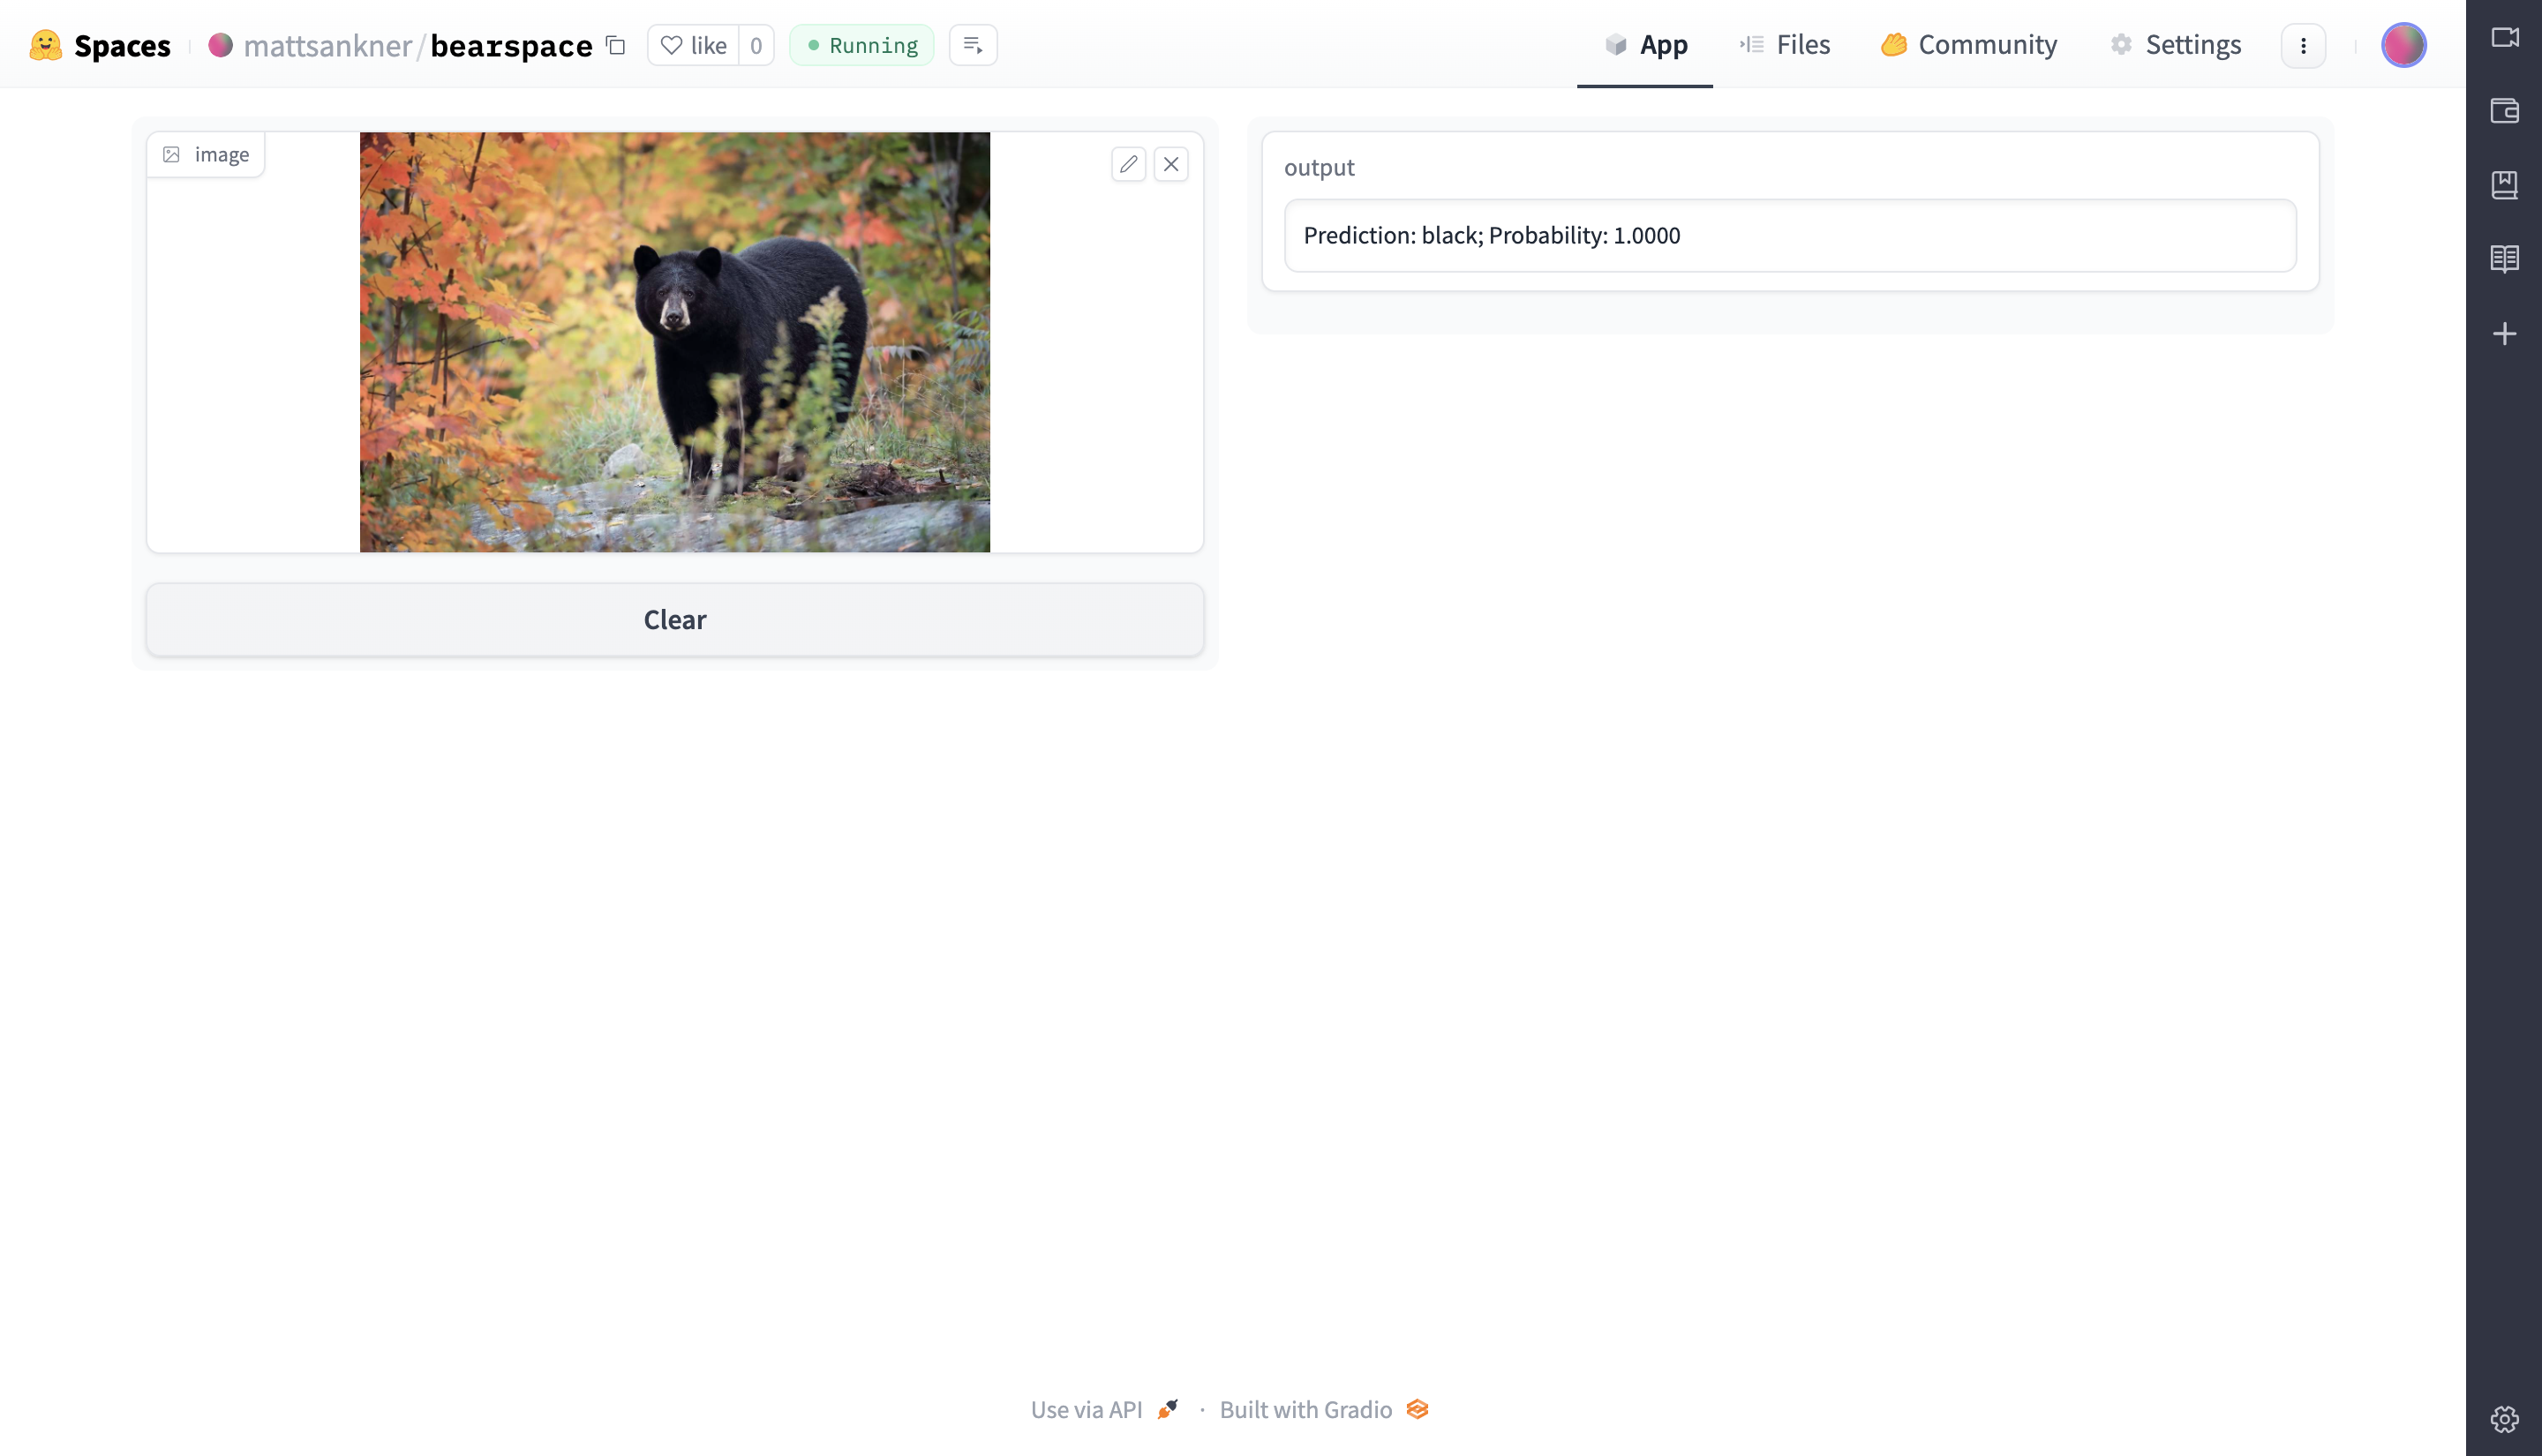 Spaces mattsankner/bearspace like 0 Running App Files Community Settings
image
output
Prediction: black; Probability: 1.0000
Clear
Use via API · Built with Gradio